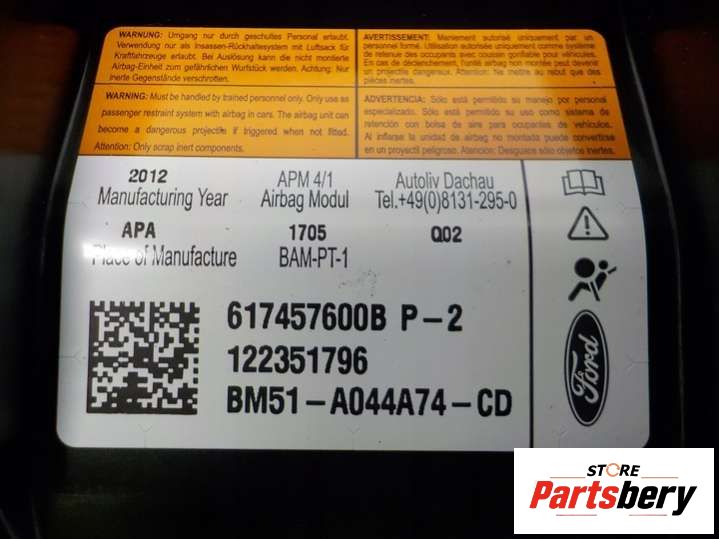 WARNUNG: Umgang nur durch geschultes Personal erlaubt.
Verwendung nur als Insassen-Rückhaltesystem mit Luftsack für
Kraftfahrzeuge erlaubt. Bei Auslösung kann die nicht montierte
Airbag-Einheit zum gefährlichen Wurfstück werden. Achtung: Nur
inerte Gegenstände verschrotten.
AVERTISSEMENT: Maniement autorisé uniquement par un
personnel formé. Utilisation autorisée uniquement comme système
de retenue des occupants avec coussin gonflable pour véhicules.
En cas de déclenchement, l'unité airbag non montée peut devenir
un projectile dangereux. Attention: Ne mettre au rebut que des
pièces inertes.
WARNING: Must be handled by trained personnel only. Only use as
passenger restraint system with airbag in cars. The airbag unit can
become a dangerous projectile if triggered when not fitted.
Attention: Only scrap inert components.
ADVERTENCIA: Sólo está permitido su manejo por personal
especializado. Sólo está permitido su uso como sistema de
retención con bolsa de aire para ocupantes de vehículos.
Al inflarse la unidad de airbag no montada puede convertirse
en un proyectil peligroso. Atención: Desguace sólo objetos inertes.
2012 APM 4/1 Autoliv Dachau
Manufacturing Year Airbag Modul Tel.+49(0)8131-295-0
APA 1705 Q02
Place of Manufacture BAM-PT-1
617457600B P-2
122351796
BM51-A044A74-CD
Ford
STORE
Partsbery